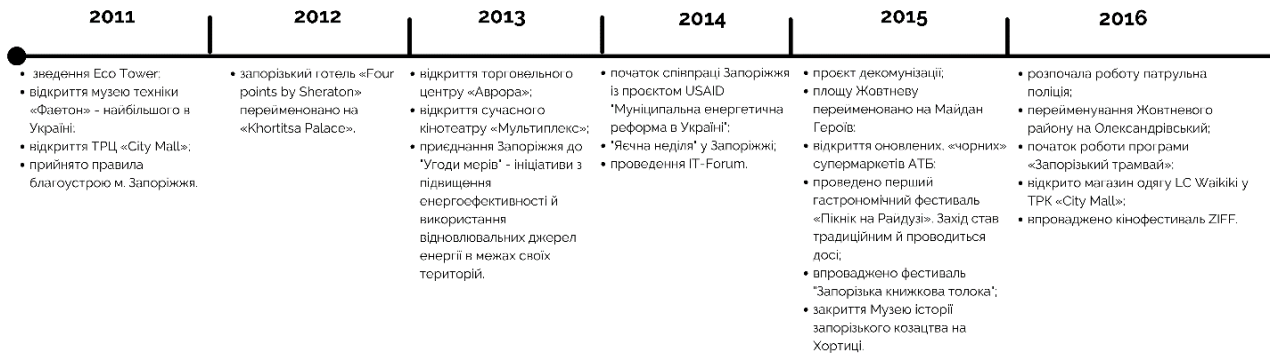 2011
2012
2013
2014
2015
2016
• зведення Eco Tower;
• відкриття музею техніки
«Фаетон» - найбільшого в
Україні;
• відкриття ТРЦ «City Mall»;
• прийнято правила
благоустрою м. Запоріжжя.
• запорізький готель «Four
points by Sheraton»
перейменовано на
«Khortitsa Palace».
• відкриття торговельного
центру «Аврора»;
• відкриття сучасного
кінотеатру «Мультиплекс»;
• приєднання Запоріжжя до
"Угоди мерів" - ініціативи з
підвищення
енергоефективності й
використання
відновлювальних джерел
енергії в межах своїх
територій.
• початок співпраці Запоріжжя
із проєктом USAID
"Муніципальна енергетична
реформа в Україні";
• "Яєчна неділя" у Запоріжжі;
• проведення IT-Forum.
• проєкт декомунізації;
• площу Жовтневу
переименовано на Майдан
Героїв;
• відкриття оновлених. «чорних»
супермаркетів АТБ;
• проведено перший
гастрономічний фестиваль
«Пікнік на Райдузі». Захід став
традиційним й проводиться
досі;
• впроваджено фестиваль
"Запорізька книжкова толока";
• закриття Музею історії
запорізького козацтва на
Хортиці.
• розпочала роботу патрульна
поліція;
• перейменування Жовтневого
району на Олександрівський;
• початок роботи програми
«Запорізький трамвай»;
• відкрито магазин одягу LC Waikiki у
ТРК «City Mall»;
• впроваджено кінофестиваль ZIFF.